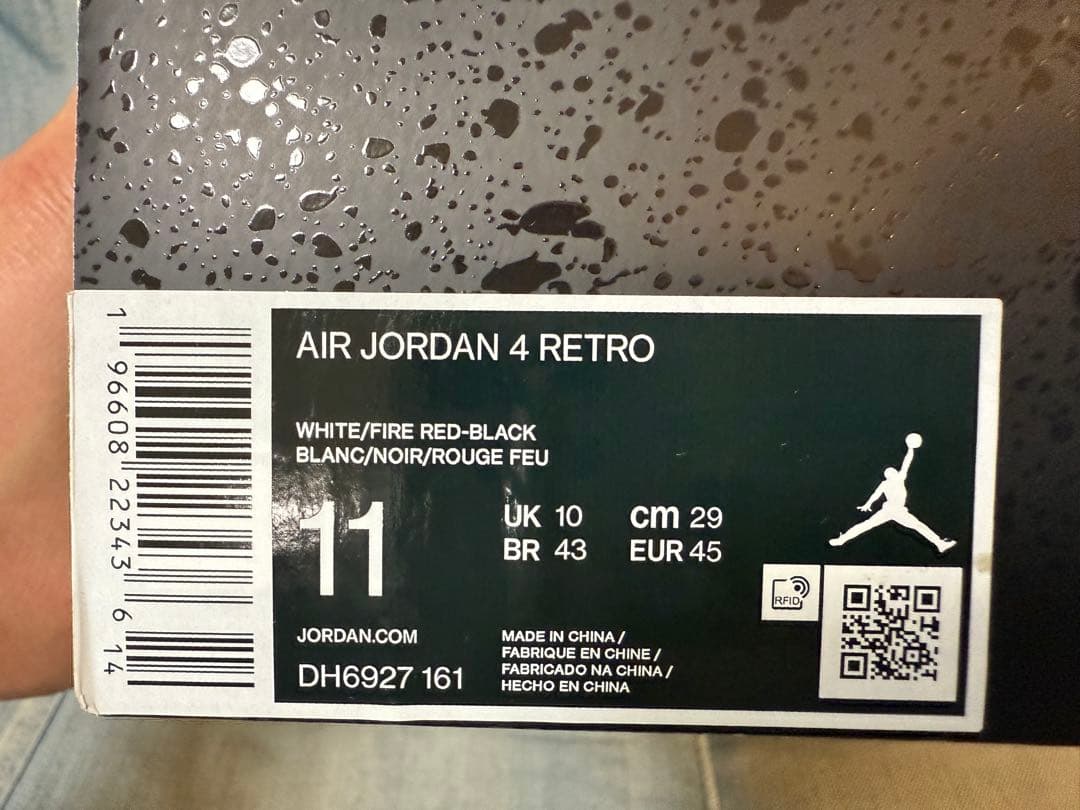 AIR JORDAN 4 RETRO
WHITE/FIRE RED-BLACK
BLANC/NOIR/ROUGE FEU
11
UK 10 cm 29
BR 43 EUR 45
JORDAN.COM
DH6927 161
MADE IN CHINA /
FABRIQUE EN CHINE /
FABRICADO NA CHINA /
HECHO EN CHINA
RFID
1 96608 22343 6 14